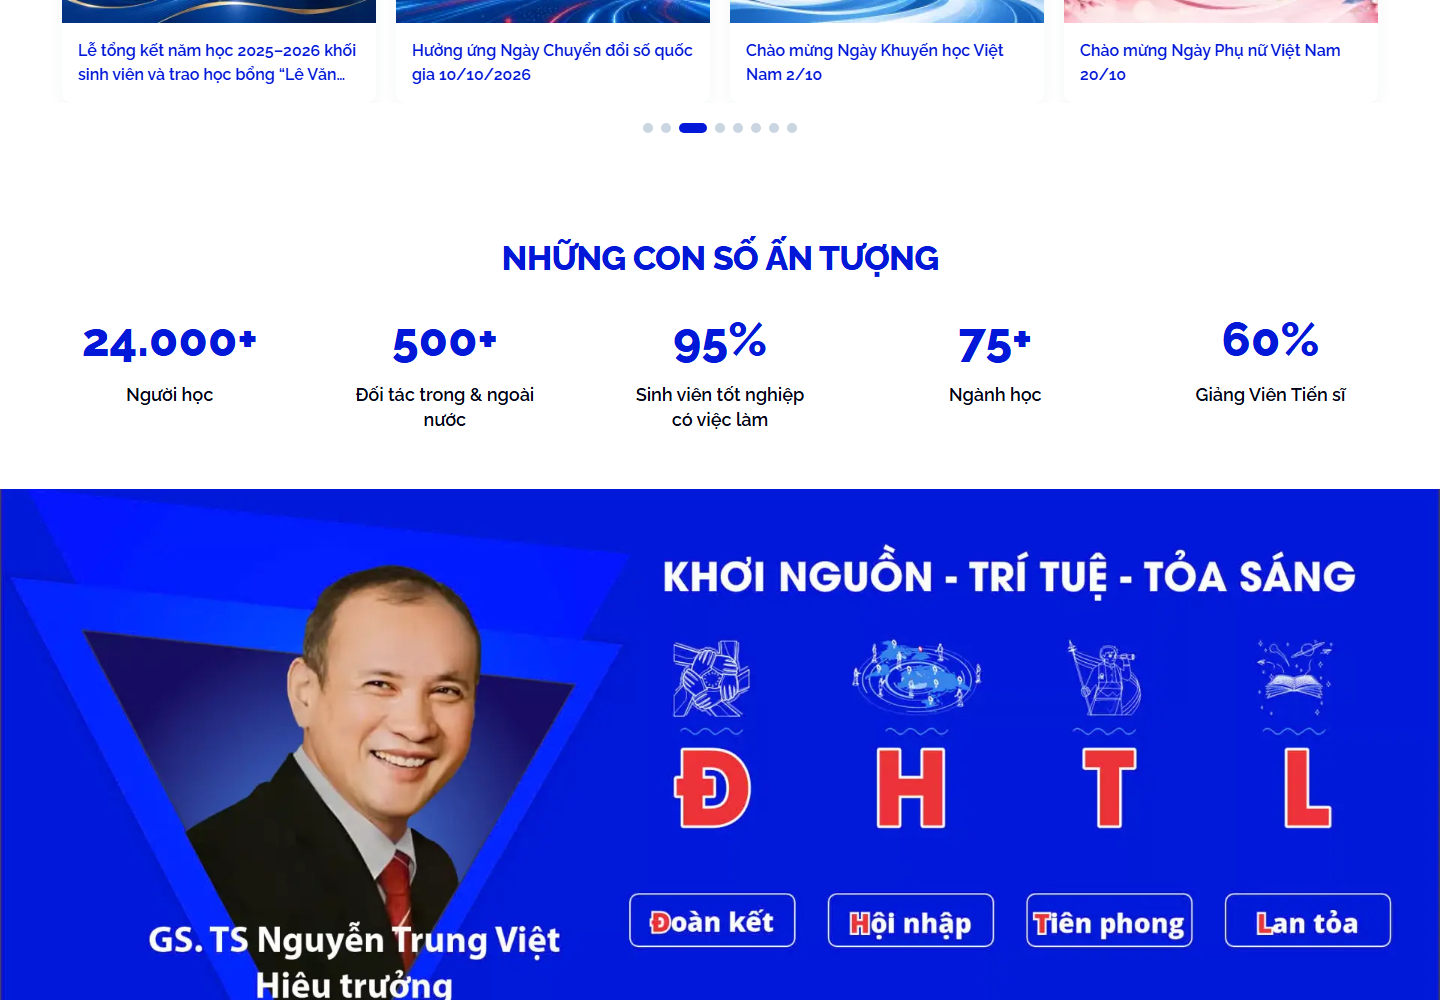 Lễ tổng kết năm học 2025–2026 khối
sinh viên và trao học bổng “Lê Văn...
Hưởng ứng Ngày Chuyển đổi số quốc
gia 10/10/2026
Chào mừng Ngày Khuyến học Việt
Nam 2/10
Chào mừng Ngày Phụ nữ Việt Nam
20/10
NHỮNG CON SỐ ẤN TƯỢNG
24.000+
Người học
500+
Đối tác trong & ngoài
nước
95%
Sinh viên tốt nghiệp
có việc làm
75+
Ngành học
60%
Giảng Viên Tiến sĩ
KHƠI NGUỒN - TRÍ TUỆ - TỎA SÁNG
Đ H T L
Đoàn kết
Hội nhập
Tiên phong
Lan tỏa
GS. TS Nguyễn Trung Việt
Hiệu trưởng